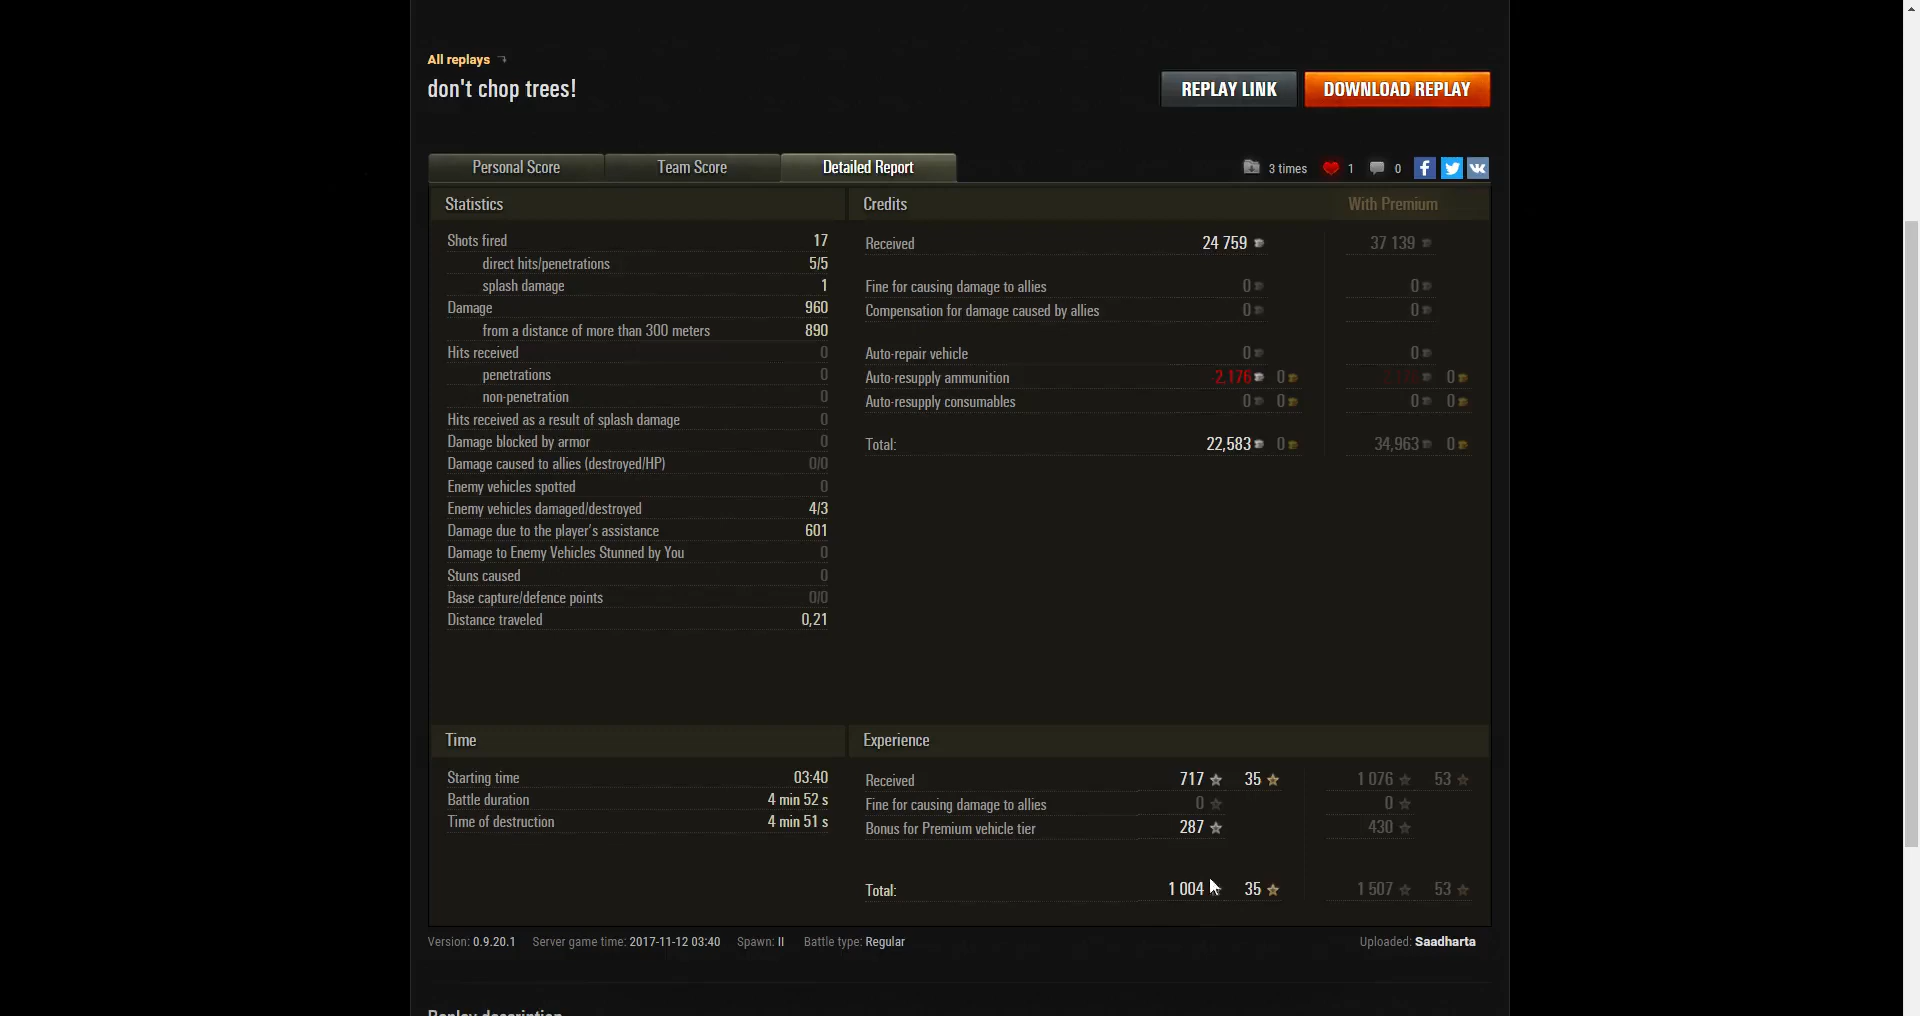 All replays
don't chop trees!
REPLAY LINK
DOWNLOAD REPLAY
Personal Score
Team Score
Detailed Report
3 times
1
0
Statistics
Shots fired 17
direct hits/penetrations 5/5
splash damage 1
Damage 960
from a distance of more than 300 meters 890
Hits received 0
penetrations 0
non-penetration 0
Hits received as a result of splash damage 0
Damage blocked by armor 0
Damage caused to allies (destroyed/HP) 0/0
Enemy vehicles spotted 0
Enemy vehicles damaged/destroyed 4/3
Damage due to the player's assistance 601
Damage to Enemy Vehicles Stunned by You 0
Stuns caused 0
Base capture/defence points 0/0
Distance traveled 0,21
Credits With Premium
Received 24 759 37 139
Fine for causing damage to allies 0 0
Compensation for damage caused by allies 0 0
Auto-repair vehicle 0 0
Auto-resupply ammunition -2,176 0 0
Auto-resupply consumables 0 0 0 0
Total: 22,583 0 34,963 0
Time
Starting time 03:40
Battle duration 4 min 52 s
Time of destruction 4 min 51 s
Experience
Received 717 35 1 076 53
Fine for causing damage to allies 0 0
Bonus for Premium vehicle tier 287 430
Total: 1 004 35 1 507 53
Version: 0.9.20.1 Server game time: 2017-11-12 03:40 Spawn: II Battle type: Regular Uploaded: Saadharta
Replay description